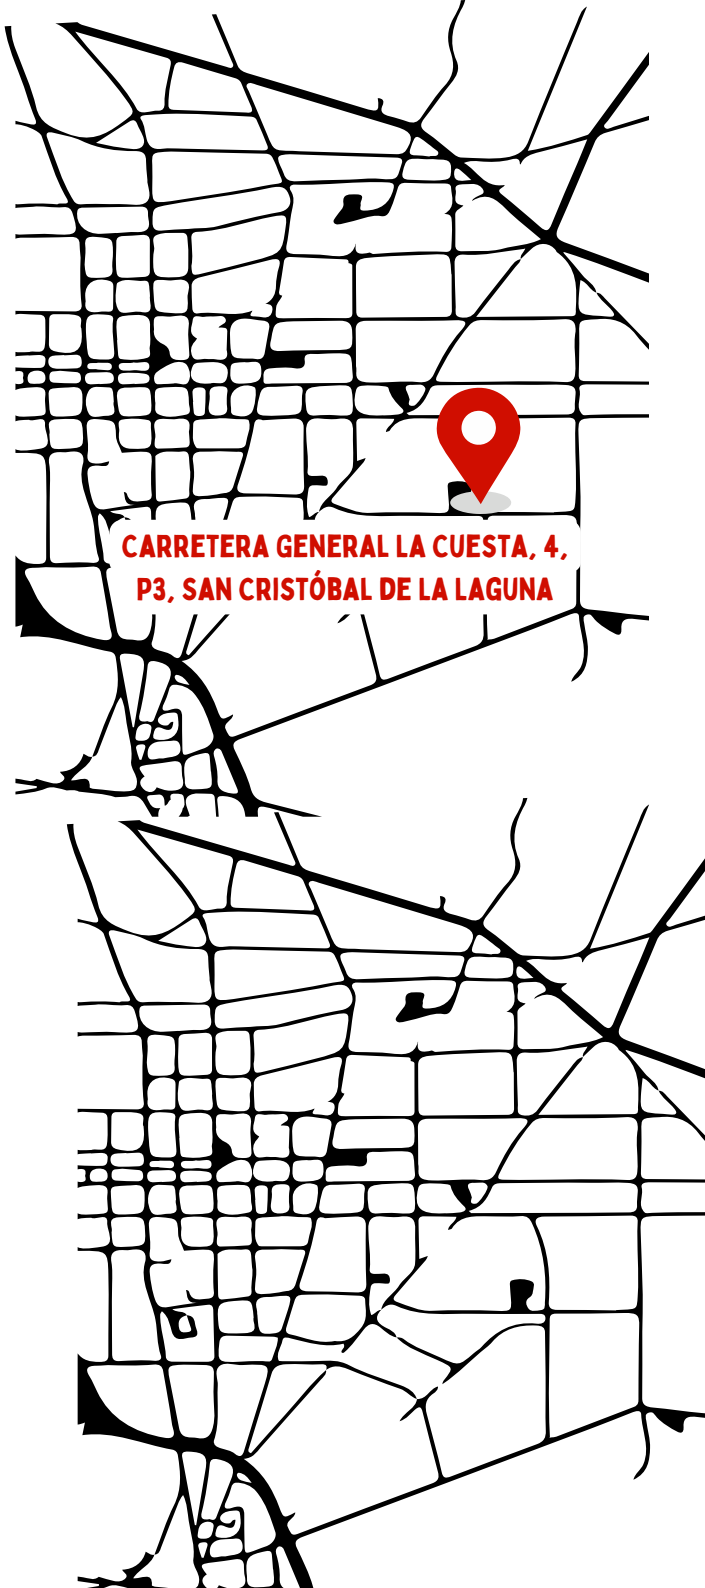 CARRETERA GENERAL LA CUESTA, 4,
P3, SAN CRISTÓBAL DE LA LAGUNA